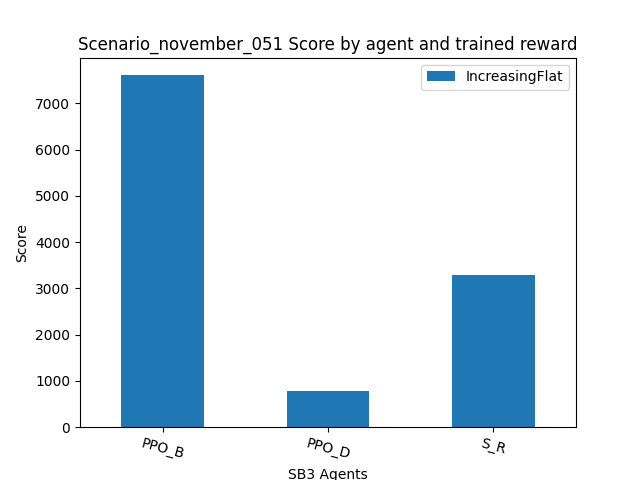 Scenario_november_051 Score by agent and trained reward
IncreasingFlat
7000
6000
5000
4000
3000
2000
1000
0
Score
PPO_B
PPO_D
S_R
SB3 Agents